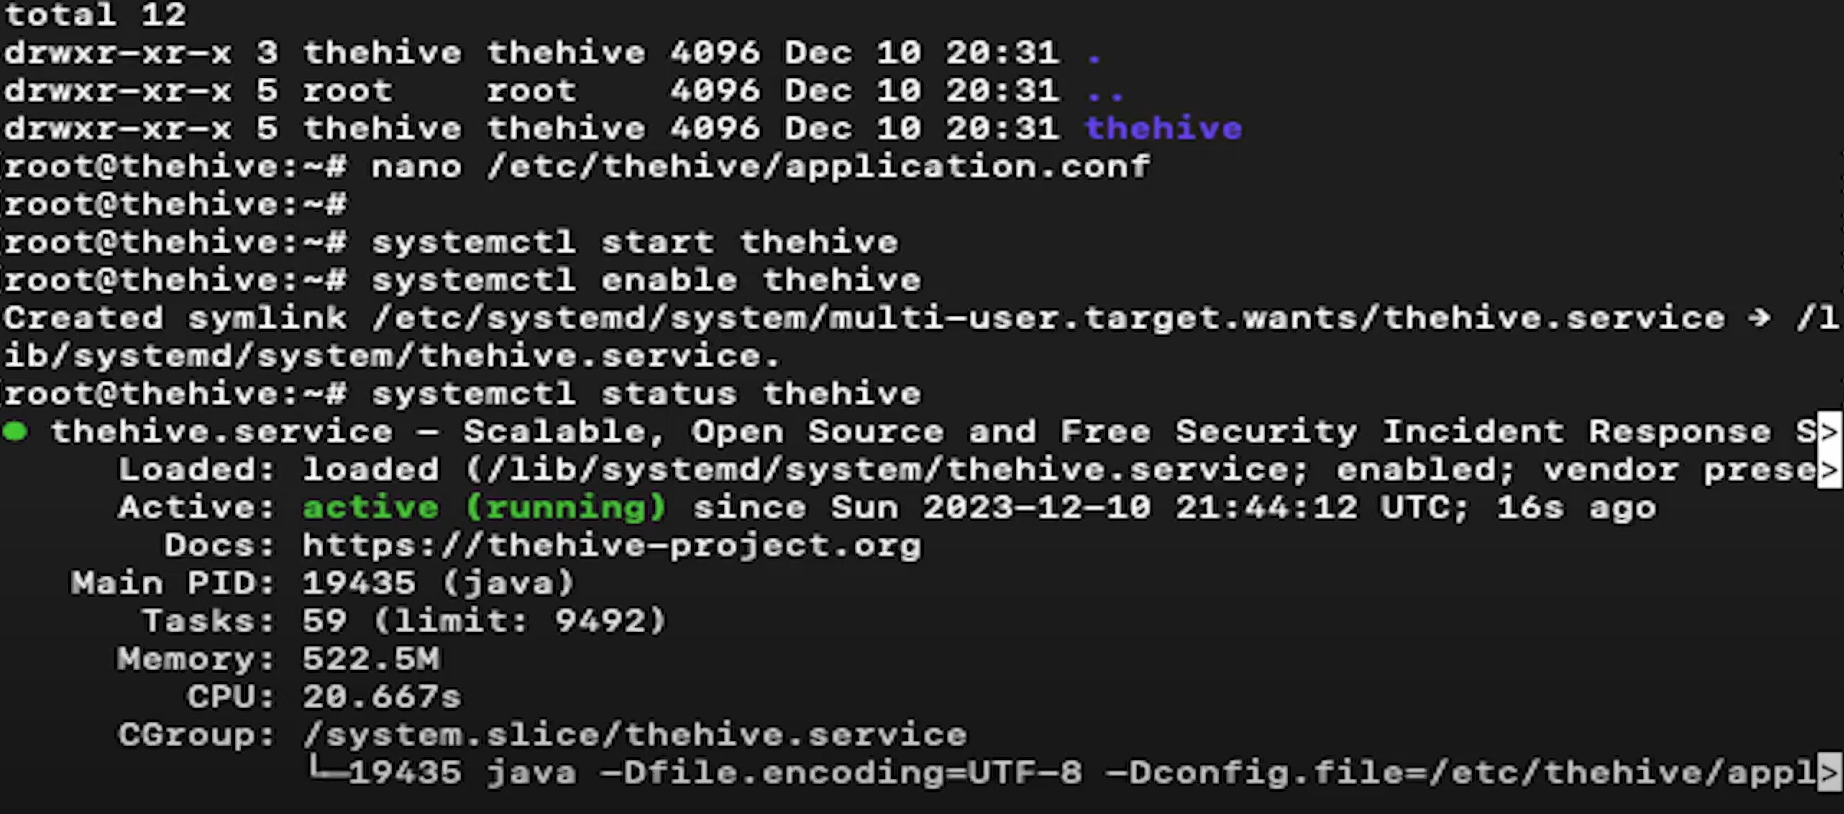 total 12
drwxr-xr-x 3 thehive thehive 4096 Dec 10 20:31 .
drwxr-xr-x 5 root    root    4096 Dec 10 20:31 ..
drwxr-xr-x 5 thehive thehive 4096 Dec 10 20:31 thehive
root@thehive:~# nano /etc/thehive/application.conf
root@thehive:~#
root@thehive:~# systemctl start thehive
root@thehive:~# systemctl enable thehive
Created symlink /etc/systemd/system/multi-user.target.wants/thehive.service → /l
ib/systemd/system/thehive.service.
root@thehive:~# systemctl status thehive
● thehive.service - Scalable, Open Source and Free Security Incident Response S>
     Loaded: loaded (/lib/systemd/system/thehive.service; enabled; vendor prese>
     Active: active (running) since Sun 2023-12-10 21:44:12 UTC; 16s ago
       Docs: https://thehive-project.org
   Main PID: 19435 (java)
      Tasks: 59 (limit: 9492)
     Memory: 522.5M
        CPU: 20.667s
     CGroup: /system.slice/thehive.service
             └─19435 java -Dfile.encoding=UTF-8 -Dconfig.file=/etc/thehive/appl>